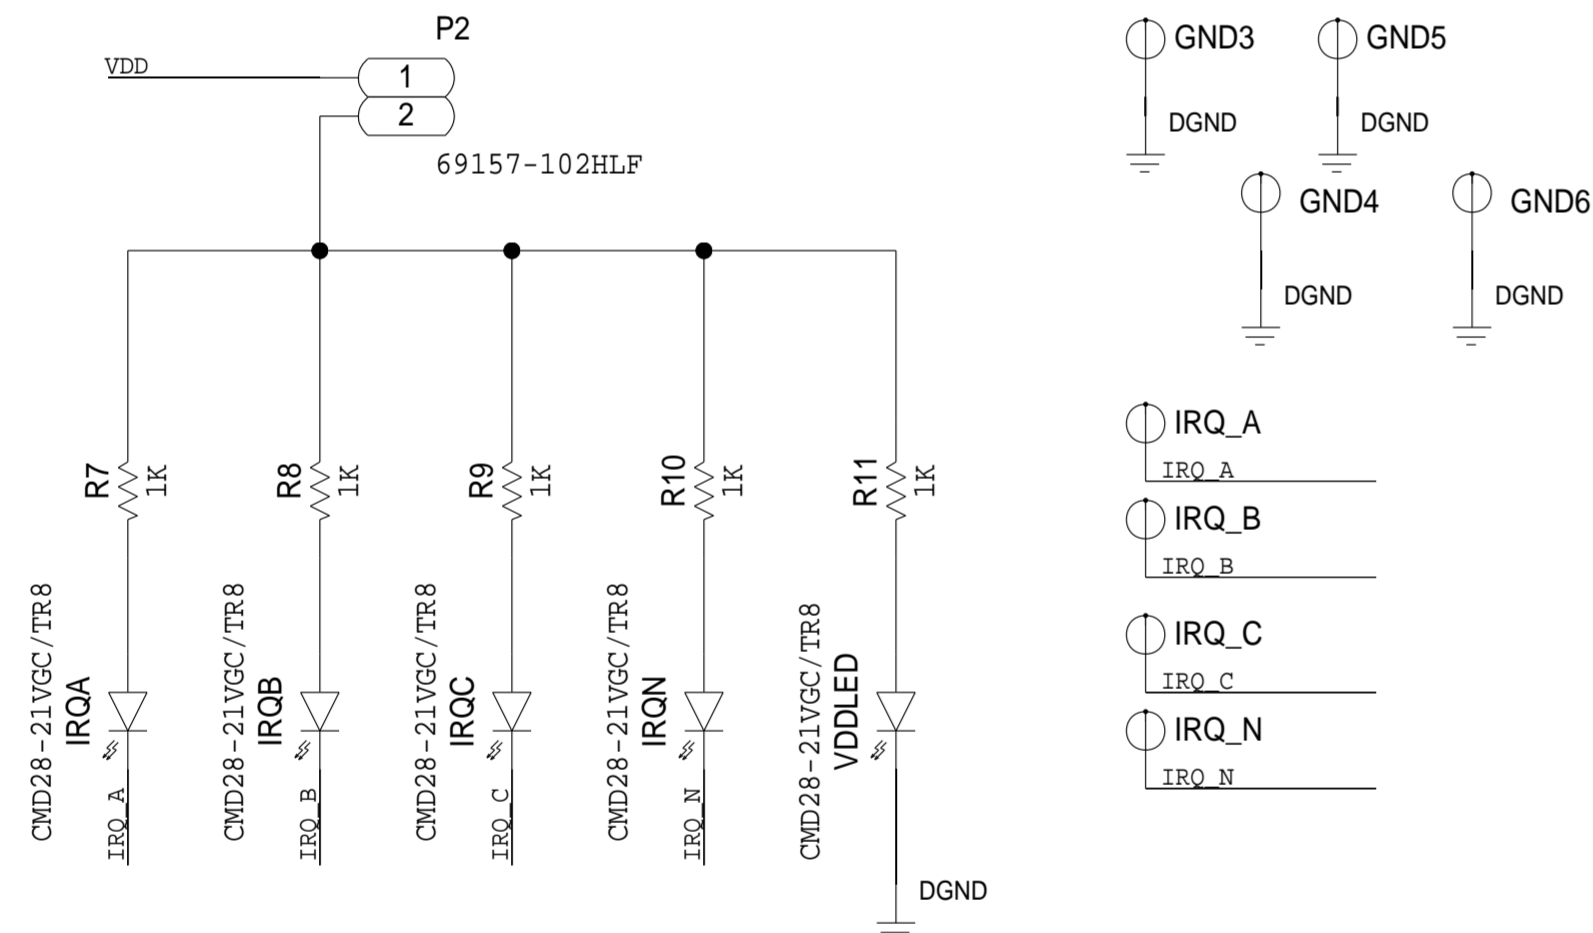 P2
VDD
1
2
69157-102HLF
GND3
GND5
DGND
DGND
GND4
GND6
DGND
DGND
R7
1K
R8
1K
R9
1K
R10
1K
R11
1K
CMD28-21VGC/TR8
IRQA
IRQ_A
CMD28-21VGC/TR8
IRQB
IRQ_B
CMD28-21VGC/TR8
IRQC
IRQ_C
CMD28-21VGC/TR8
IRQN
IRQ_N
CMD28-21VGC/TR8
VDDLED
DGND
IRQ_A
IRQ_A
IRQ_B
IRQ_B
IRQ_C
IRQ_C
IRQ_N
IRQ_N